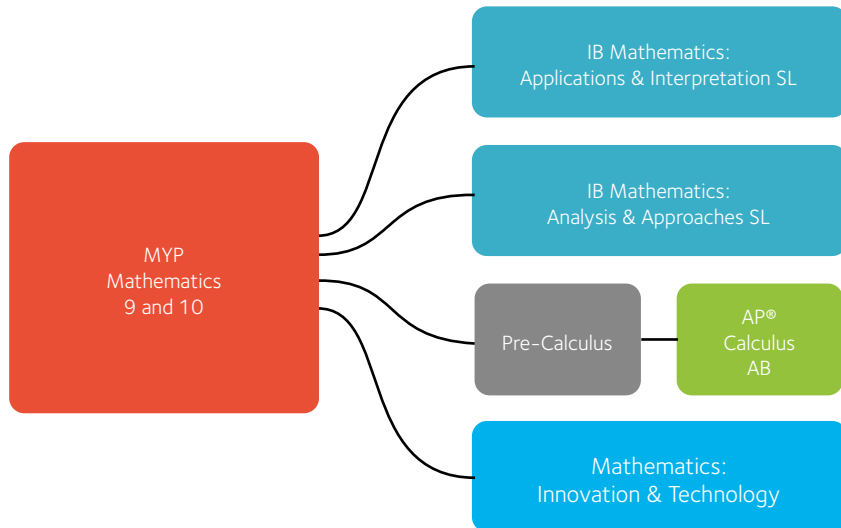 IB Mathematics:
Applications & Interpretation SL
IB Mathematics:
Analysis & Approaches SL
MYP
Mathematics
9 and 10
Pre-Calculus
AP®
Calculus
AB
Mathematics:
Innovation & Technology